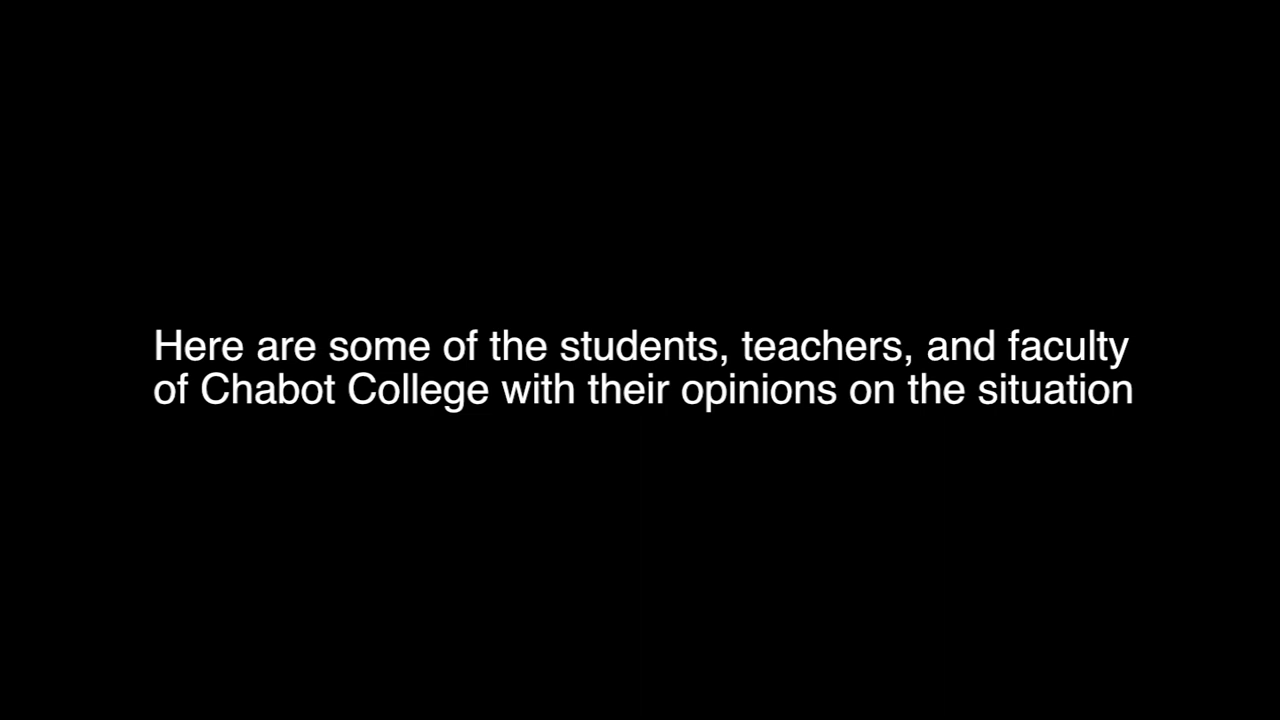 Here are some of the students, teachers, and faculty
of Chabot College with their opinions on the situation